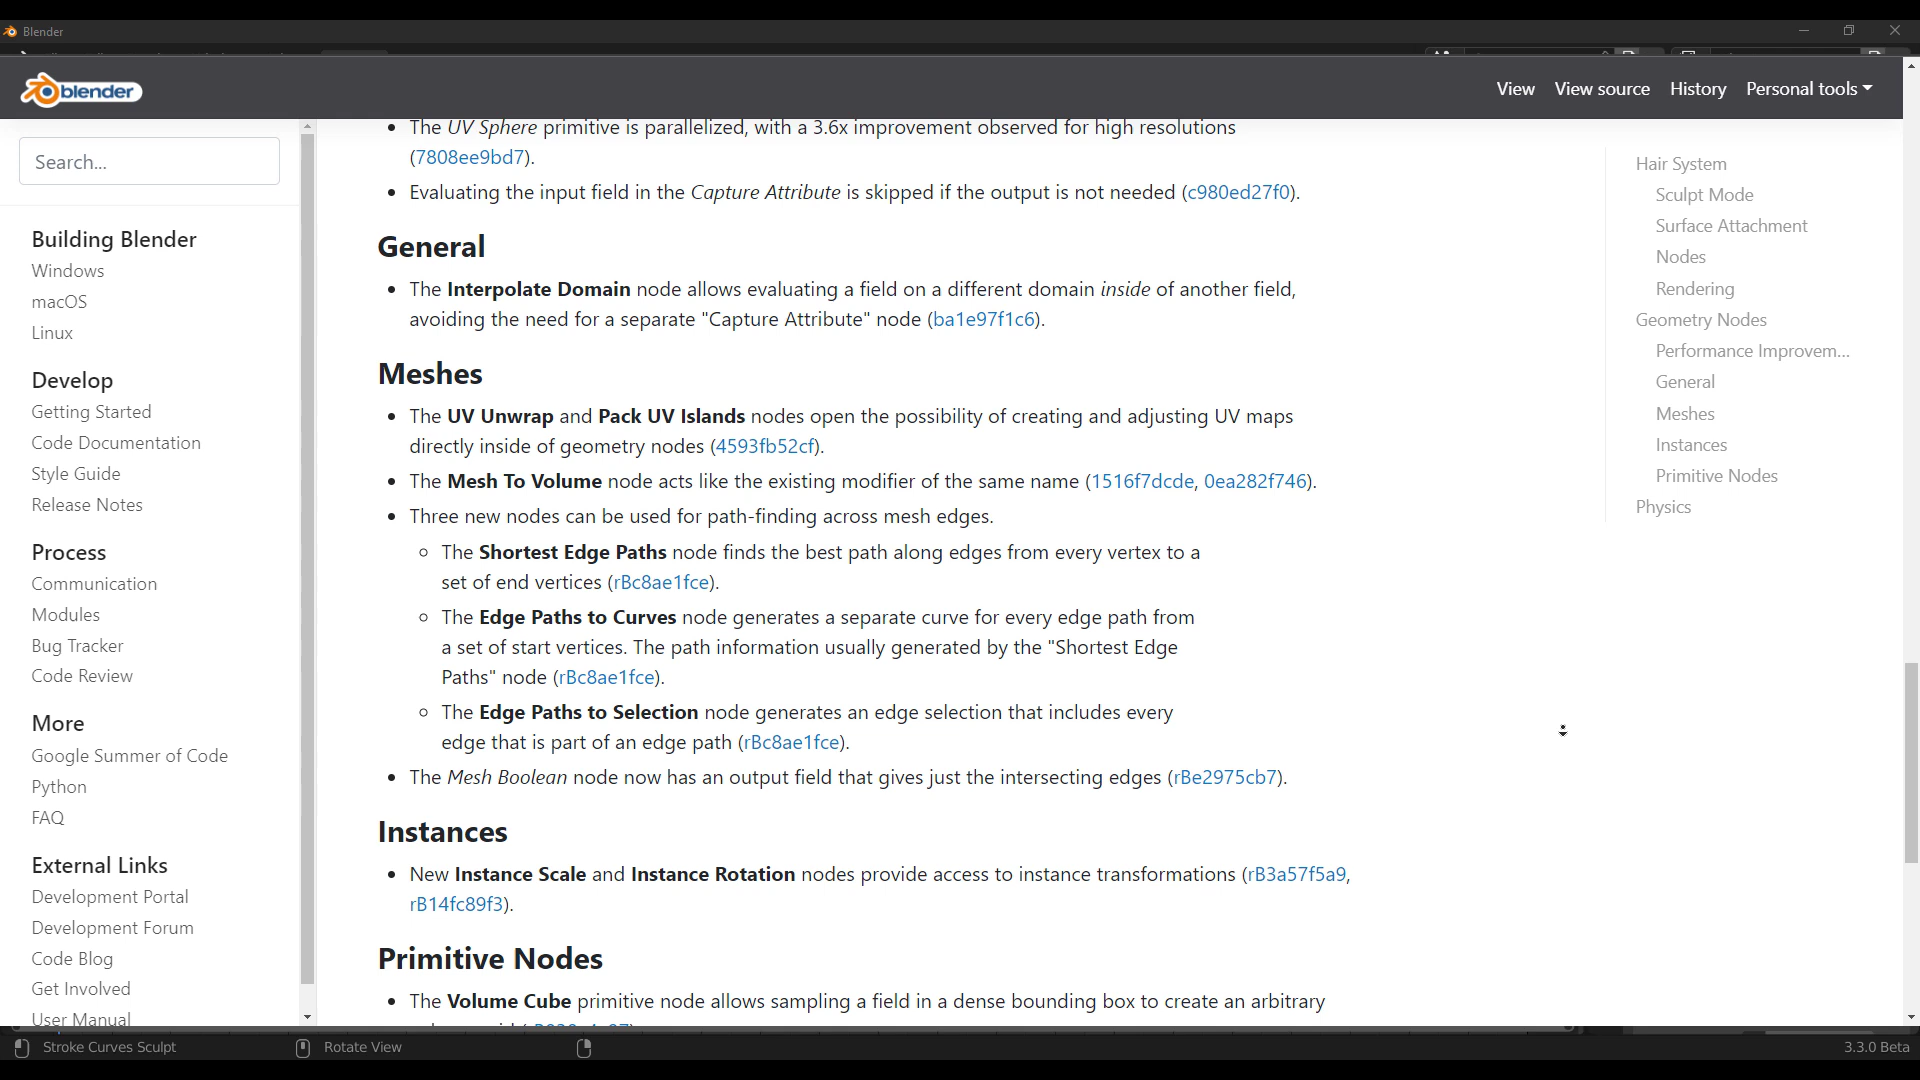 Blender
blender
View View source History Personal tools
Search...
Building Blender
Windows
macOS
Linux
Develop
Getting Started
Code Documentation
Style Guide
Release Notes
Process
Communication
Modules
Bug Tracker
Code Review
More
Google Summer of Code
Python
FAQ
External Links
Development Portal
Development Forum
Code Blog
Get Involved
User Manual
• The UV Sphere primitive is parallelized, with a 3.6x improvement observed for high resolutions
(7808ee9bd7).
• Evaluating the input field in the Capture Attribute is skipped if the output is not needed (c980ed27f0).
General
• The Interpolate Domain node allows evaluating a field on a different domain inside of another field,
avoiding the need for a separate "Capture Attribute" node (ba1e97f1c6).
Meshes
• The UV Unwrap and Pack UV Islands nodes open the possibility of creating and adjusting UV maps
directly inside of geometry nodes (4593fb52cf).
• The Mesh To Volume node acts like the existing modifier of the same name (1516f7dcde, 0ea282f746).
• Three new nodes can be used for path-finding across mesh edges.
○ The Shortest Edge Paths node finds the best path along edges from every vertex to a
set of end vertices (rBc8ae1fce).
○ The Edge Paths to Curves node generates a separate curve for every edge path from
a set of start vertices. The path information usually generated by the "Shortest Edge
Paths" node (rBc8ae1fce).
○ The Edge Paths to Selection node generates an edge selection that includes every
edge that is part of an edge path (rBc8ae1fce).
• The Mesh Boolean node now has an output field that gives just the intersecting edges (rBe2975cb7).
Instances
• New Instance Scale and Instance Rotation nodes provide access to instance transformations (rB3a57f5a9,
rB14fc89f3).
Primitive Nodes
• The Volume Cube primitive node allows sampling a field in a dense bounding box to create an arbitrary
Hair System
Sculpt Mode
Surface Attachment
Nodes
Rendering
Geometry Nodes
Performance Improvem...
General
Meshes
Instances
Primitive Nodes
Physics
Stroke Curves Sculpt
Rotate View
3.3.0 Beta